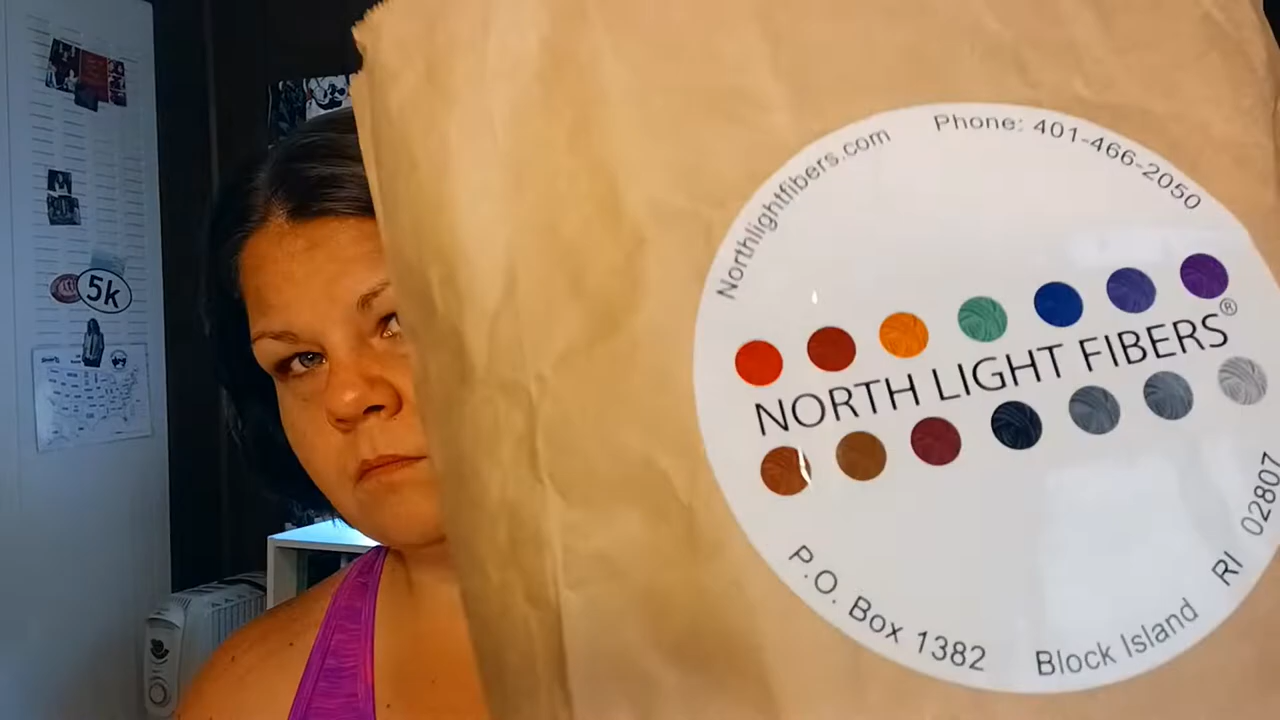 Northlightfibers.com
Phone: 401-466-2050
NORTH LIGHT FIBERS®
P.O. Box 1382
Block Island
RI 02807
5k